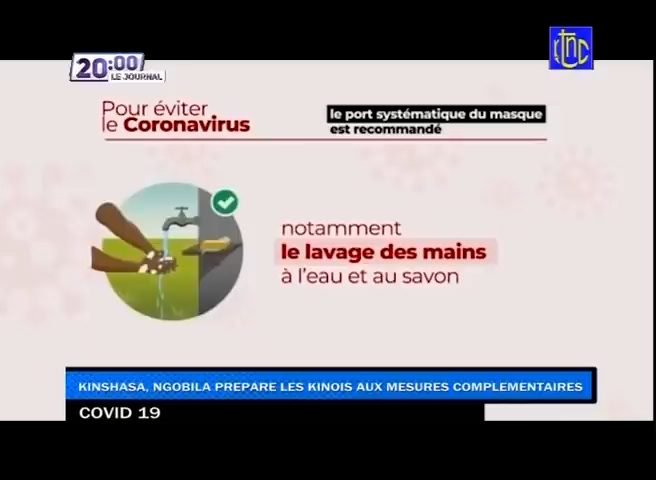 20:00
LE JOURNAL
rtnc
Pour éviter
le Coronavirus
le port systématique du masque
est recommandé
notamment
le lavage des mains
à l'eau et au savon
KINSHASA, NGOBILA PREPARE LES KINOIS AUX MESURES COMPLEMENTAIRES
COVID 19